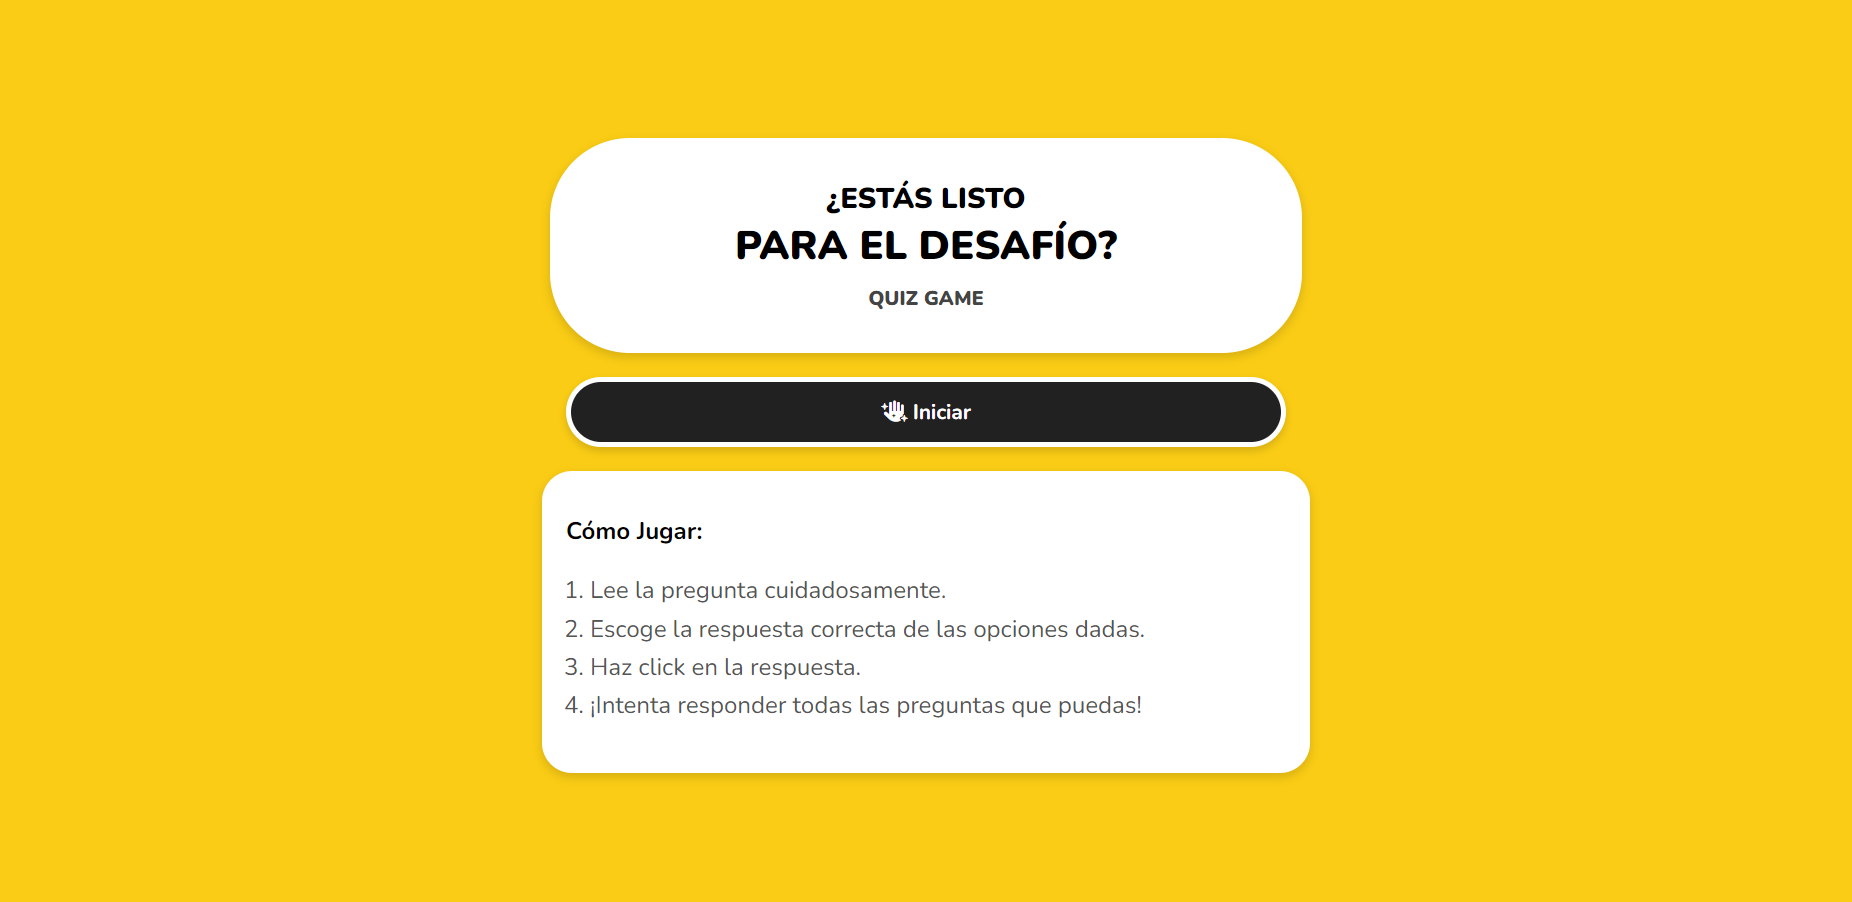 ¿ESTÁS LISTO
PARA EL DESAFÍO?
QUIZ GAME
Iniciar
Cómo Jugar:
1. Lee la pregunta cuidadosamente.
2. Escoge la respuesta correcta de las opciones dadas.
3. Haz click en la respuesta.
4. ¡Intenta responder todas las preguntas que puedas!